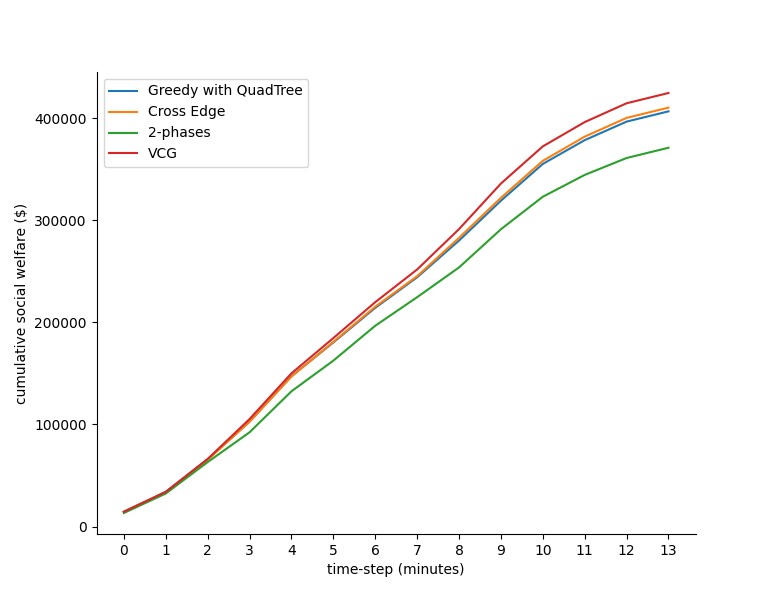 Greedy with QuadTree
Cross Edge
2-phases
VCG
400000
300000
200000
100000
0
cumulative social welfare ($)
0 1 2 3 4 5 6 7 8 9 10 11 12 13
time-step (minutes)